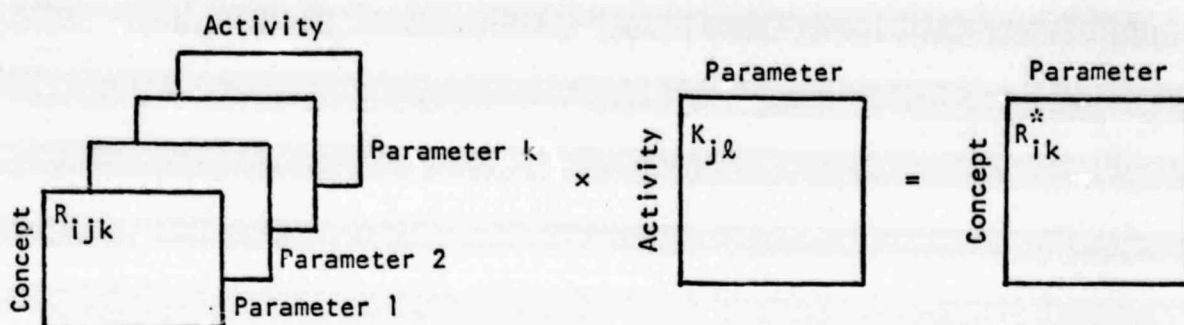 Activity
Parameter k
Parameter 2
Parameter 1
Concept
R ijk
×
Parameter
Activity
K jℓ
=
Parameter
Concept
R * ik